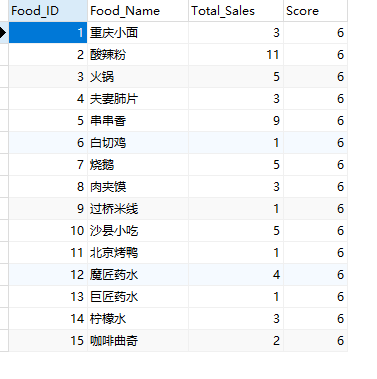 Food_ID Food_Name Total_Sales Score
1 重庆小面 3 6
2 酸辣粉 11 6
3 火锅 5 6
4 夫妻肺片 3 6
5 串串香 9 6
6 白切鸡 1 6
7 烧鹅 5 6
8 肉夹馍 3 6
9 过桥米线 1 6
10 沙县小吃 5 6
11 北京烤鸭 1 6
12 魔匠药水 4 6
13 巨匠药水 1 6
14 柠檬水 3 6
15 咖啡曲奇 2 6